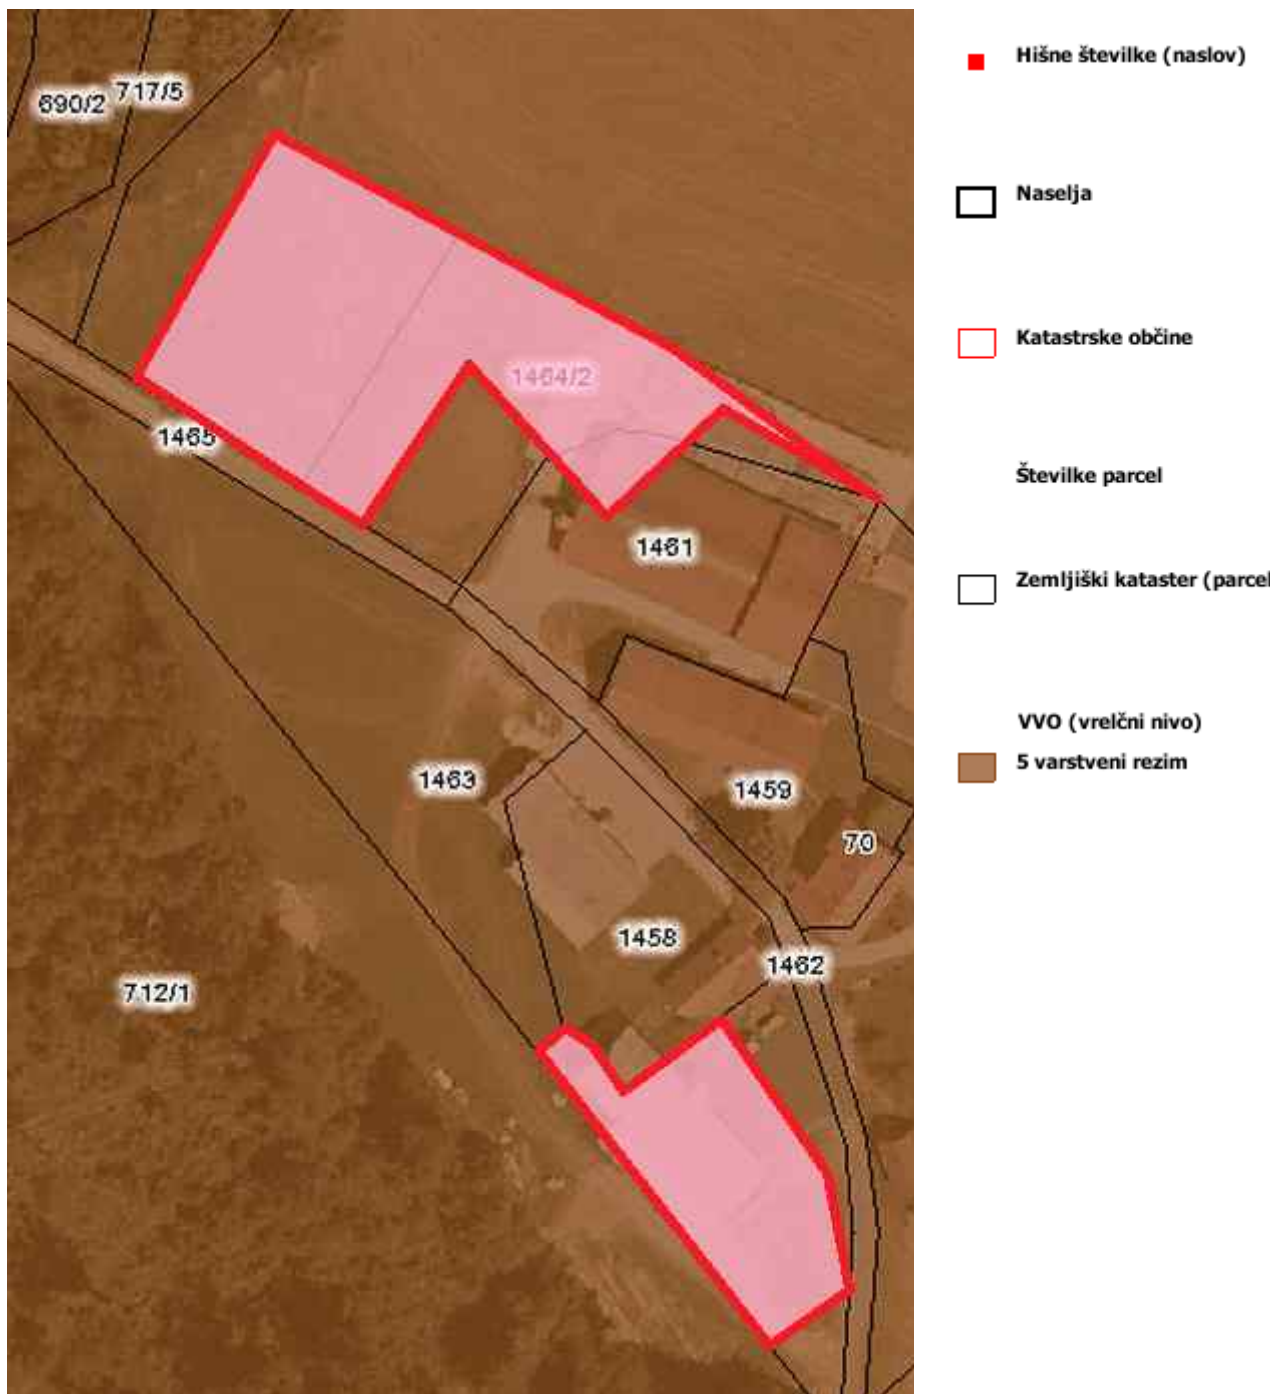 690/2
717/5
1464/2
1465
1461
1463
1459
70
1458
1462
712/1
Hišne številke (naslov)
Naselja
Katastrske občine
Številke parcel
Zemljiški kataster (parcel
VVO (vrelčni nivo)
5 varstveni rezim